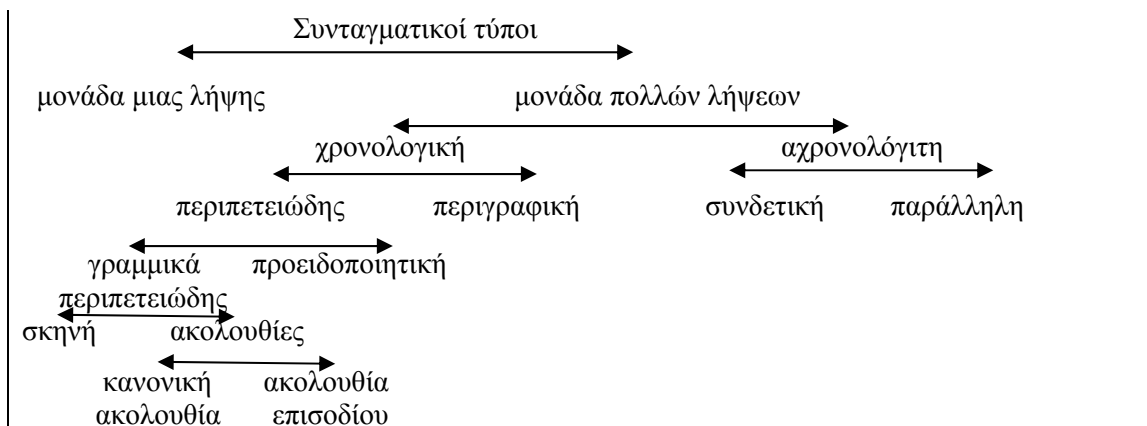 Συνταγματικοί τύποι
μονάδα μιας λήψης μονάδα πολλών λήψεων
χρονολογική αχρονολόγιτη
περιπετειώδης περιγραφική συνδετική παράλληλη
γραμμικά προειδοποιητική
περιπετειώδης
σκηνή ακολουθίες
κανονική ακολουθία
ακολουθία επισοδίου